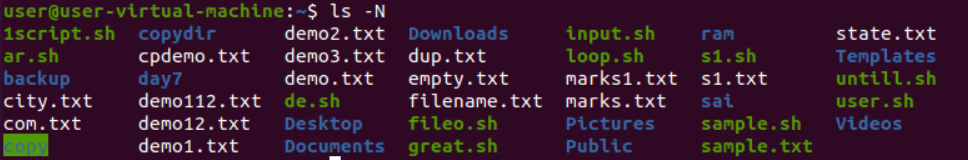 user@user-virtual-machine:~$ ls -N
1script.sh copydir demo2.txt Downloads input.sh ram state.txt
ar.sh cpdemo.txt demo3.txt dup.txt loop.sh s1.sh Templates
backup day7 demo.txt empty.txt marks1.txt s1.txt untill.sh
city.txt demo112.txt de.sh filename.txt marks.txt sai user.sh
com.txt demo12.txt Desktop fileo.sh Pictures sample.sh Videos
copy demo1.txt Documents great.sh Public sample.txt